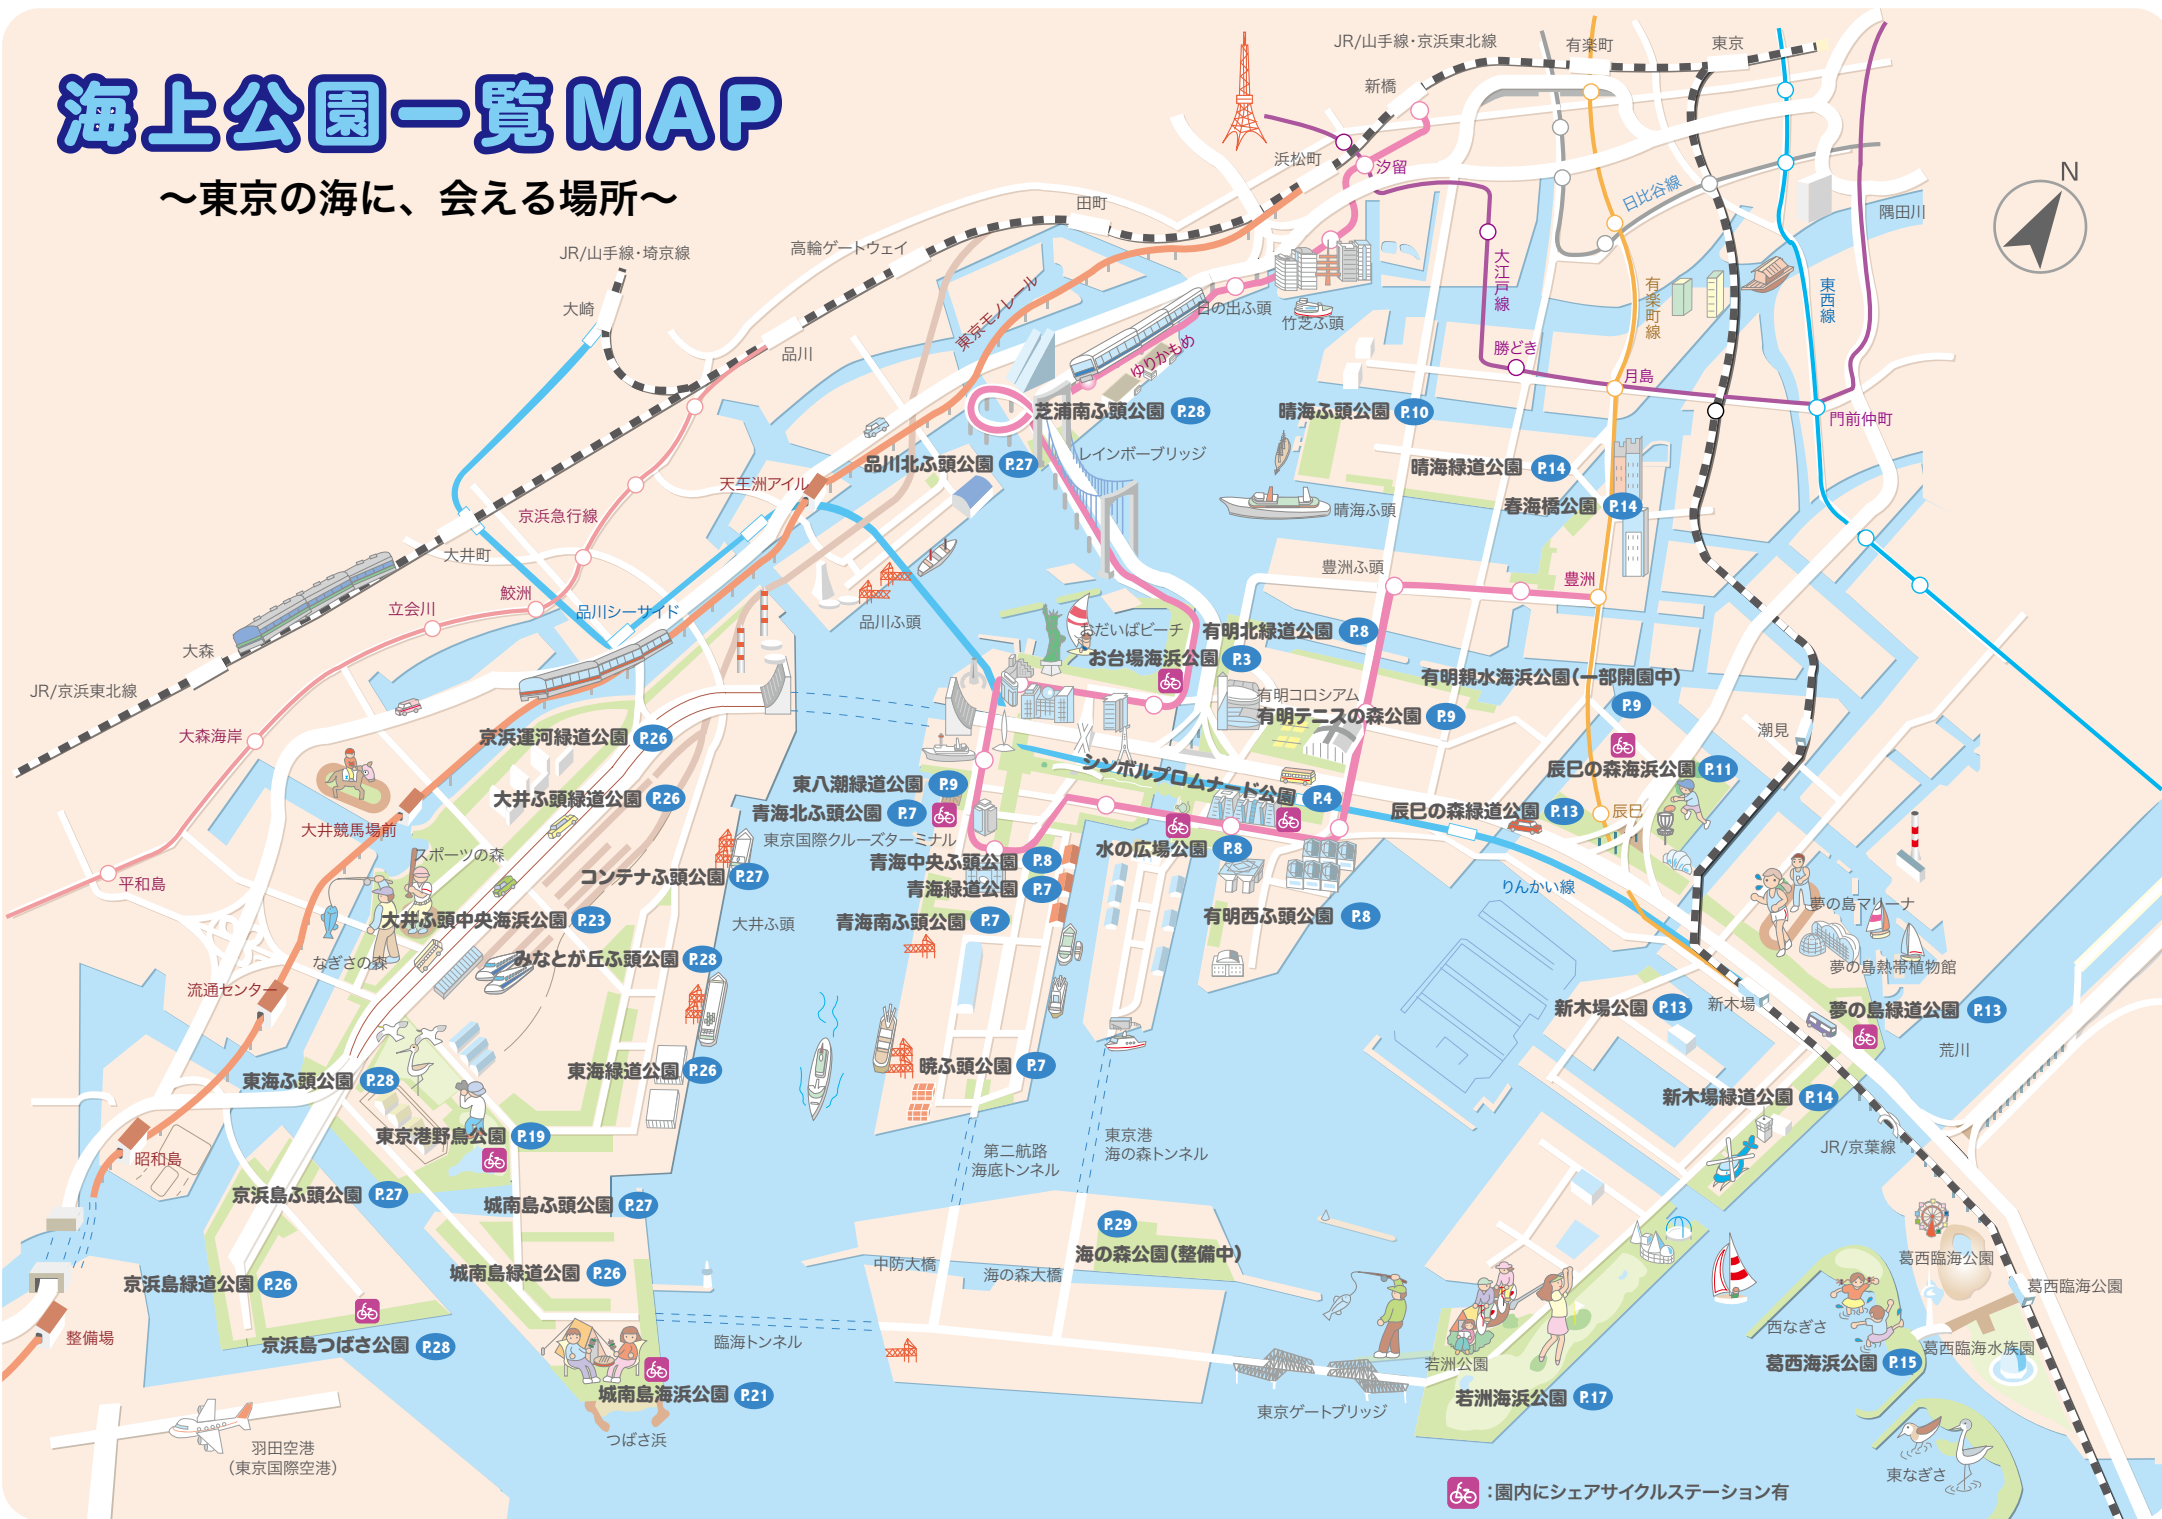 海上公園一覧MAP
～東京の海に、会える場所～
JR/山手線・京浜東北線
有楽町
東京
新橋
浜松町
汐留
日比谷線
隅田川
N
田町
高輪ゲートウェイ
JR/山手線・埼京線
大崎
品川
東京モノレール
日の出ふ頭
竹芝ふ頭
ゆりかもめ
大江戸線
有楽町線
東西線
勝どき
月島
門前仲町
芝浦南ふ頭公園 P.28
晴海ふ頭公園 P.10
レインボーブリッジ
品川北ふ頭公園 P.27
晴海緑道公園 P.14
天王洲アイル
春海橋公園 P.14
晴海ふ頭
京浜急行線
大井町
豊洲ふ頭
豊洲
鮫洲
立会川
品川シーサイド
品川ふ頭
おだいばビーチ
有明北緑道公園 P.8
大森
お台場海浜公園 P.3
JR/京浜東北線
有明コロシアム
有明親水海浜公園(一部開園中)
P.9
有明テニスの森公園 P.9
大森海岸
京浜運河緑道公園 P.26
潮見
シンボルプロムナード公園 P.4
辰巳の森海浜公園 P.11
東八潮緑道公園 P.9
大井ふ頭緑道公園 P.26
青海北ふ頭公園 P.7
辰巳の森緑道公園 P.13
辰巳
大井競馬場前
東京国際クルーズターミナル
スポーツの森
青海中央ふ頭公園 P.8
水の広場公園 P.8
コンテナふ頭公園 P.27
青海緑道公園 P.7
りんかい線
平和島
夢の島マリーナ
大井ふ頭中央海浜公園 P.23
大井ふ頭
青海南ふ頭公園 P.7
有明西ふ頭公園 P.8
なぎさの森
みなとが丘ふ頭公園 P.28
夢の島熱帯植物館
流通センター
新木場公園 P.13
新木場
夢の島緑道公園 P.13
荒川
東海ふ頭公園 P.28
東海緑道公園 P.26
暁ふ頭公園 P.7
新木場緑道公園 P.14
東京港野鳥公園 P.19
昭和島
第二航路
海底トンネル
東京港
海の森トンネル
JR/京葉線
京浜島ふ頭公園 P.27
城南島ふ頭公園 P.27
P.29
海の森公園(整備中)
中防大橋
海の森大橋
葛西臨海公園
葛西臨海公園
京浜島緑道公園 P.26
城南島緑道公園 P.26
整備場
京浜島つばさ公園 P.28
臨海トンネル
西なぎさ
葛西臨海水族園
若洲公園
葛西海浜公園 P.15
城南島海浜公園 P.21
若洲海浜公園 P.17
東京ゲートブリッジ
つばさ浜
羽田空港
(東京国際空港)
東なぎさ
:園内にシェアサイクルステーション有